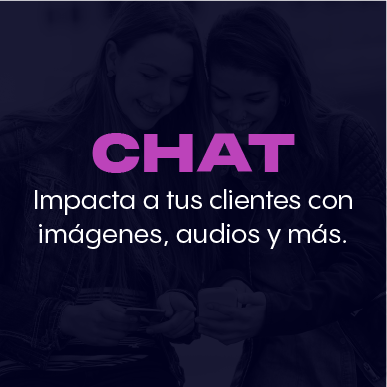 CHAT
Impacta a tus clientes con
imágenes, audios y más.